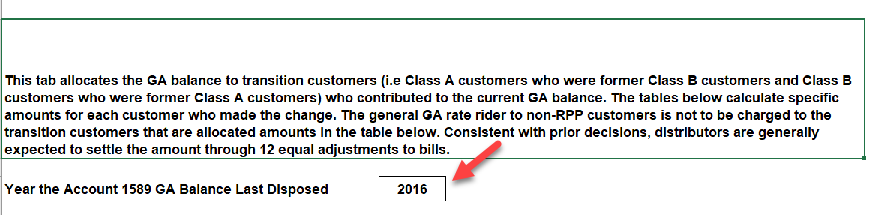 This tab allocates the GA balance to transition customers (i.e Class A customers who were former Class B customers and Class B
customers who were former Class A customers) who contributed to the current GA balance. The tables below calculate specific
amounts for each customer who made the change. The general GA rate rider to non-RPP customers is not to be charged to the
transition customers that are allocated amounts in the table below. Consistent with prior decisions, distributors are generally
expected to settle the amount through 12 equal adjustments to bills.
Year the Account 1589 GA Balance Last Disposed 2016